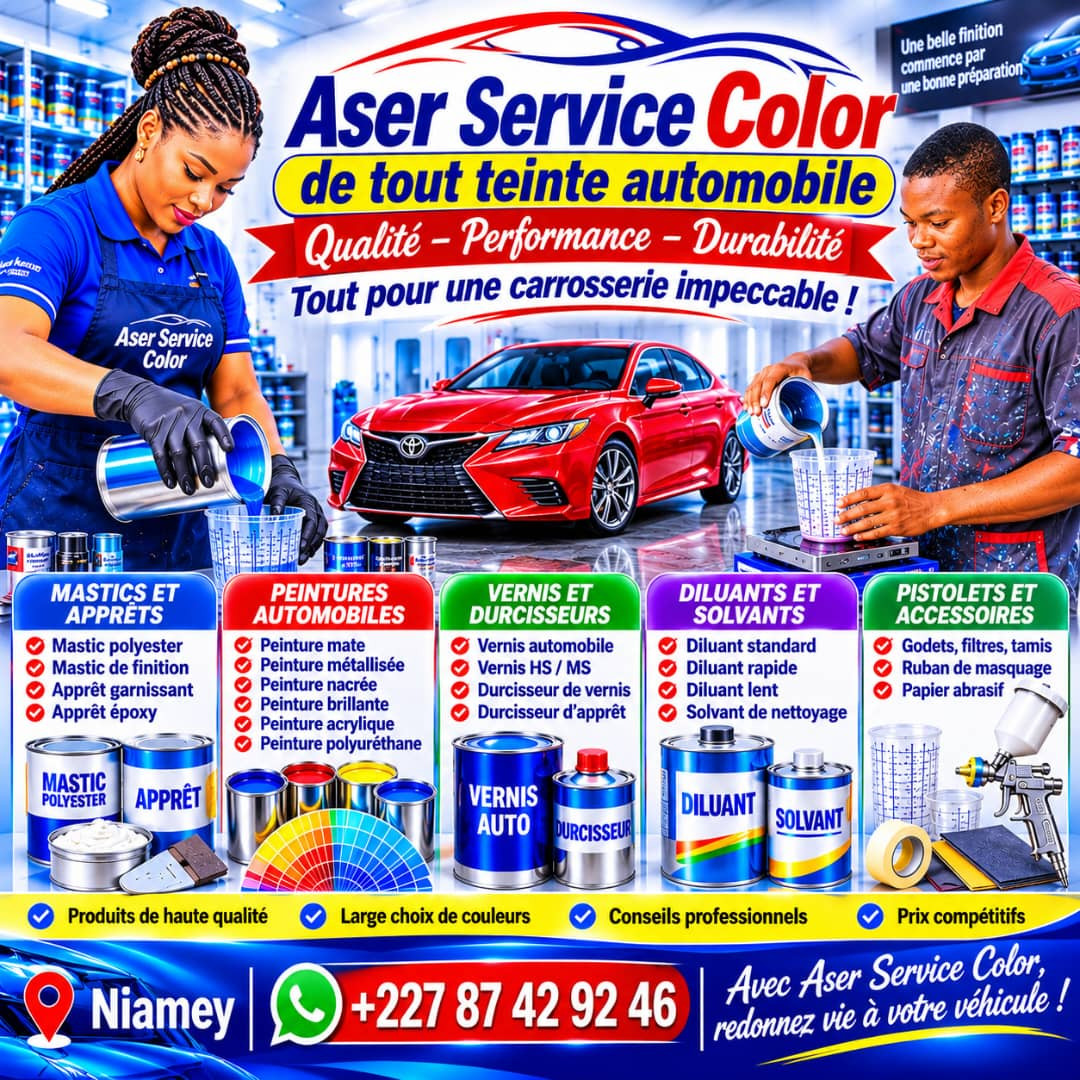 Une belle finition
commence par
une bonne préparation
Aser Service Color
de tout teinte automobile
Qualité – Performance – Durabilité
Tout pour une carrosserie impeccable !
Aser Service
Color
MASTICS ET
APPRÊTS
Mastic polyester
Mastic de finition
Apprêt garnissant
Apprêt époxy
MASTIC
POLYESTER
APPRÊT
PEINTURES
AUTOMOBILES
Peinture mate
Peinture métallisée
Peinture nacrée
Peinture brillante
Peinture acrylique
Peinture polyuréthane
VERNIS ET
DURCISSEURS
Vernis automobile
Vernis HS / MS
Durcisseur de vernis
Durcisseur d'apprêt
VERNIS
AUTO
DURCISSEUR
DILUANTS ET
SOLVANTS
Diluant standard
Diluant rapide
Diluant lent
Solvant de nettoyage
DILUANT
SOLVANT
PISTOLETS ET
ACCESSOIRES
Godets, filtres, tamis
Ruban de masquage
Papier abrasif
Produits de haute qualité
Large choix de couleurs
Conseils professionnels
Prix compétitifs
Niamey
+227 87 42 92 46
Avec Aser Service Color,
redonnez vie à votre véhicule !